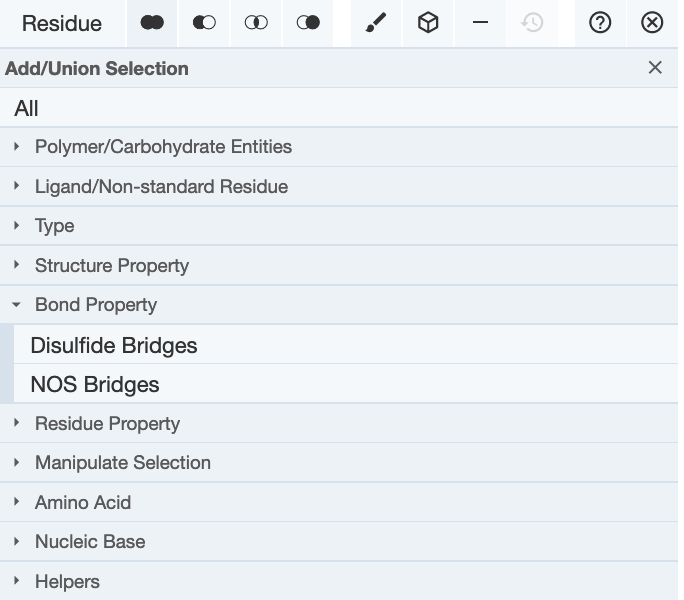 Residue
Add/Union Selection
All
Polymer/Carbohydrate Entities
Ligand/Non-standard Residue
Type
Structure Property
Bond Property
Disulfide Bridges
NOS Bridges
Residue Property
Manipulate Selection
Amino Acid
Nucleic Base
Helpers